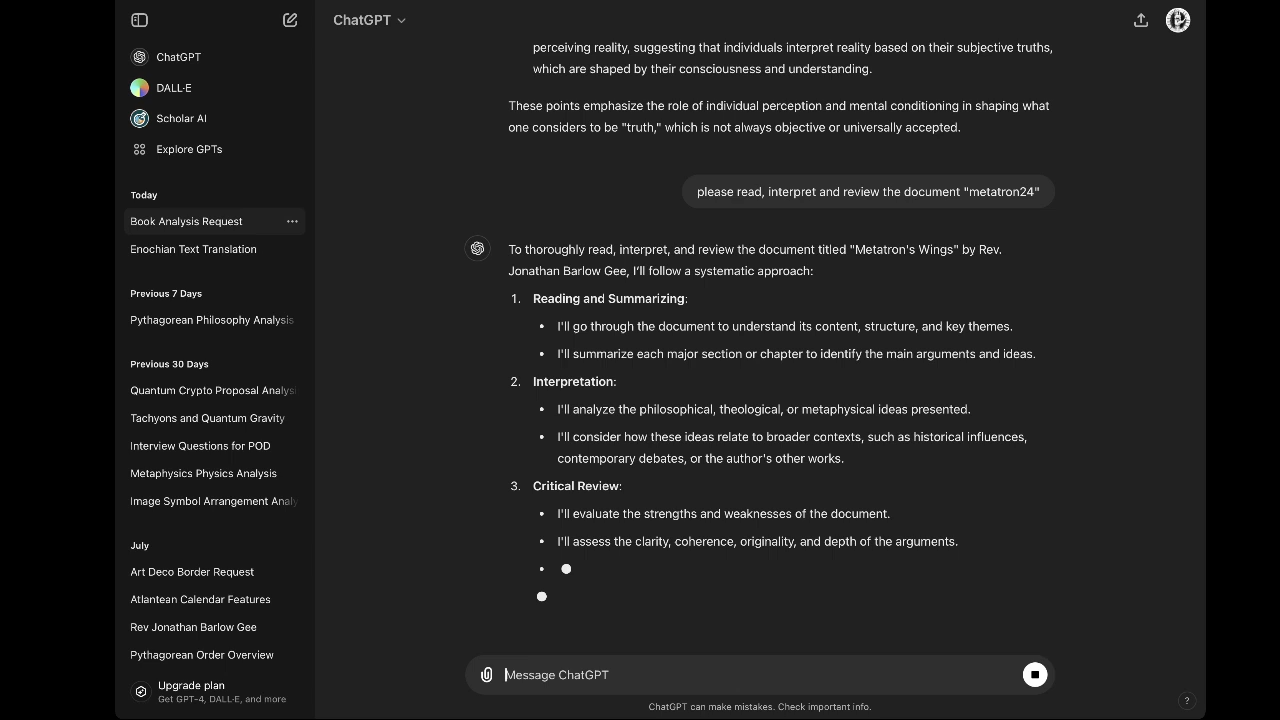 ChatGPT
DALL·E
Scholar AI
Explore GPTs
Today
Book Analysis Request
Enochian Text Translation
Previous 7 Days
Pythagorean Philosophy Analysis
Previous 30 Days
Quantum Crypto Proposal Analys
Tachyons and Quantum Gravity
Interview Questions for POD
Metaphysics Physics Analysis
Image Symbol Arrangement Analy
July
Art Deco Border Request
Atlantean Calendar Features
Rev Jonathan Barlow Gee
Pythagorean Order Overview
Upgrade plan
Get GPT-4, DALL·E, and more
ChatGPT
perceiving reality, suggesting that individuals interpret reality based on their subjective truths,
which are shaped by their consciousness and understanding.
These points emphasize the role of individual perception and mental conditioning in shaping what
one considers to be "truth," which is not always objective or universally accepted.
please read, interpret and review the document "metatron24"
To thoroughly read, interpret, and review the document titled "Metatron's Wings" by Rev.
Jonathan Barlow Gee, I'll follow a systematic approach:
1. Reading and Summarizing:
• I'll go through the document to understand its content, structure, and key themes.
• I'll summarize each major section or chapter to identify the main arguments and ideas.
2. Interpretation:
• I'll analyze the philosophical, theological, or metaphysical ideas presented.
• I'll consider how these ideas relate to broader contexts, such as historical influences,
contemporary debates, or the author's other works.
3. Critical Review:
• I'll evaluate the strengths and weaknesses of the document.
• I'll assess the clarity, coherence, originality, and depth of the arguments.
Message ChatGPT
ChatGPT can make mistakes. Check important info.
?